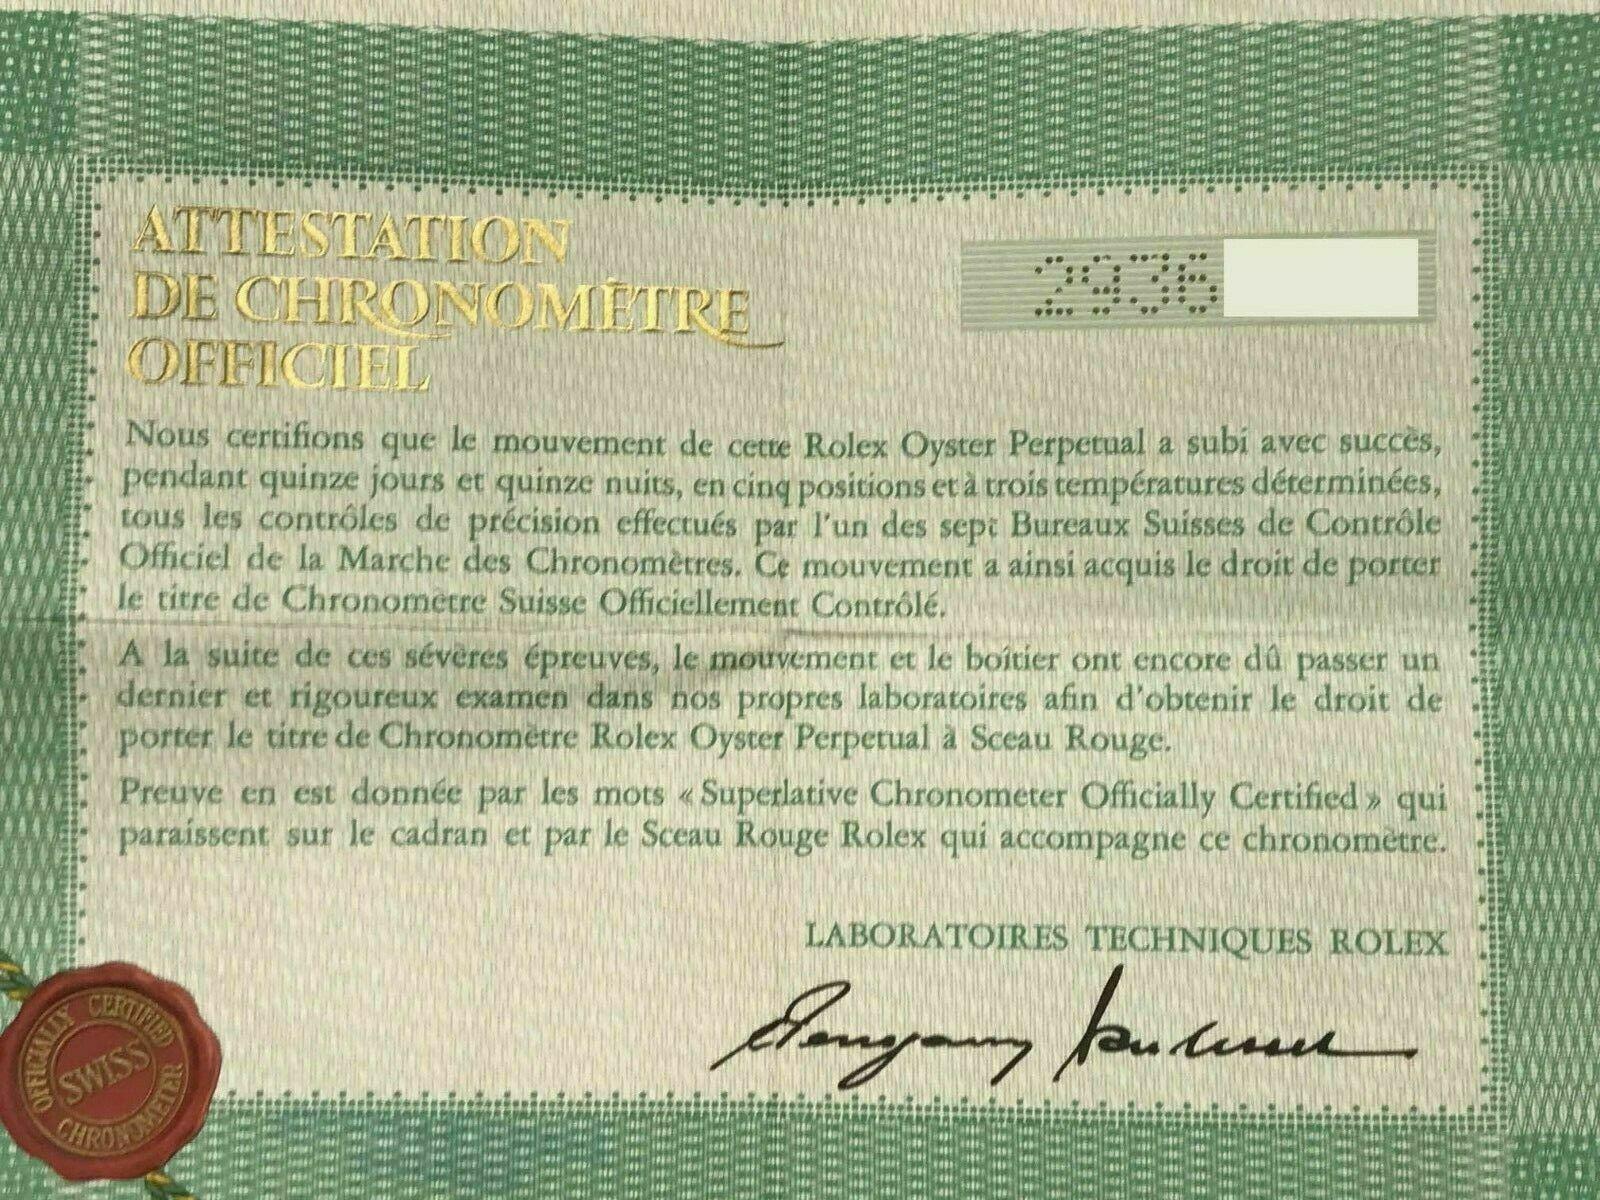 ATTESTATION
DE CHRONOMÈTRE
OFFICIEL
2936
Nous certifions que le mouvement de cette Rolex Oyster Perpetual a subi avec succès,
pendant quinze jours et quinze nuits, en cinq positions et à trois températures déterminées,
tous les contrôles de précision effectués par l'un des sept Bureaux Suisses de Contrôle
Officiel de la Marche des Chronomètres. Ce mouvement a ainsi acquis le droit de porter
le titre de Chronomètre Suisse Officiellement Contrôlé.
A la suite de ces sévères épreuves, le mouvement et le boîtier ont encore dû passer un
dernier et rigoureux examen dans nos propres laboratoires afin d'obtenir le droit de
porter le titre de Chronomètre Rolex Oyster Perpetual à Sceau Rouge.
Preuve en est donnée par les mots « Superlative Chronometer Officially Certified » qui
paraissent sur le cadran et par le Sceau Rouge Rolex qui accompagne ce chronomètre.
LABORATOIRES TECHNIQUES ROLEX
OFFICIALLY CERTIFIED
SWISS
CHRONOMETER